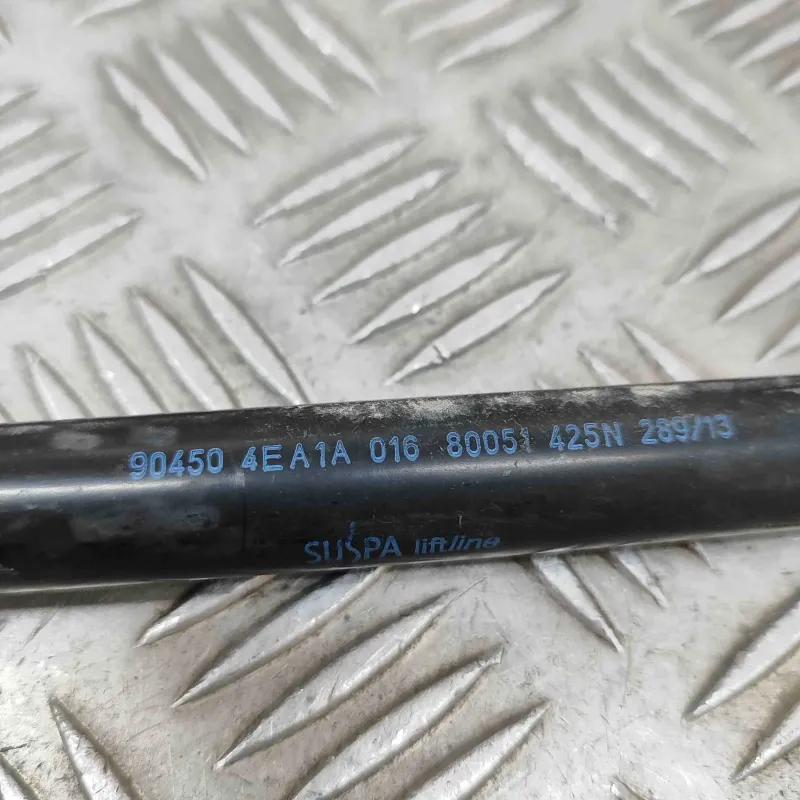 90450 4EA1A 016 80051 425N 289/13
SUSPA liftline